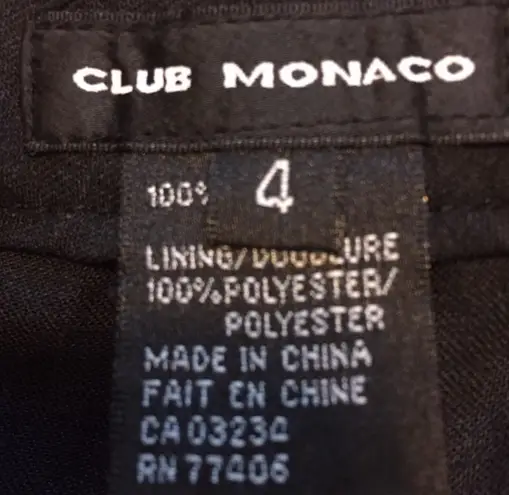 CLUB MONACO
4
100%
LINING/DOUBLURE
100%POLYESTER/
POLYESTER
MADE IN CHINA
FAIT EN CHINE
CA 03234
RN 77406